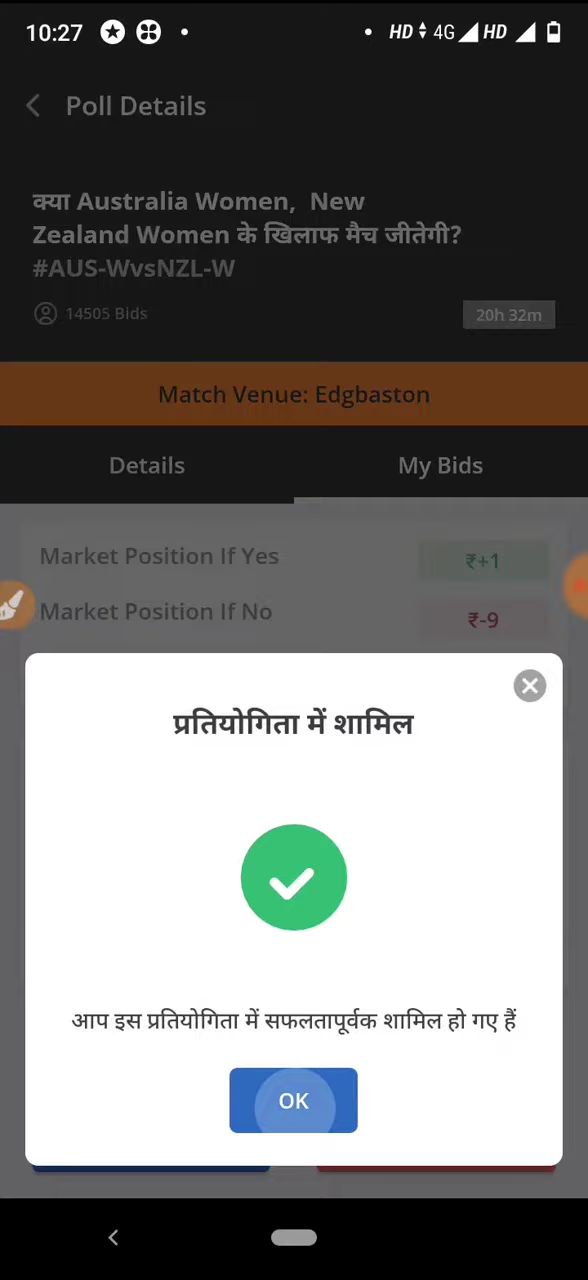 10:27
HD 4G HD
Poll Details
क्या Australia Women, New
Zealand Women के खिलाफ मैच जीतेगी?
#AUS-WvsNZL-W
14505 Bids
20h 32m
Match Venue: Edgbaston
Details
My Bids
Market Position If Yes
₹+1
Market Position If No
₹-9
प्रतियोगिता में शामिल
आप इस प्रतियोगिता में सफलतापूर्वक शामिल हो गए हैं
OK